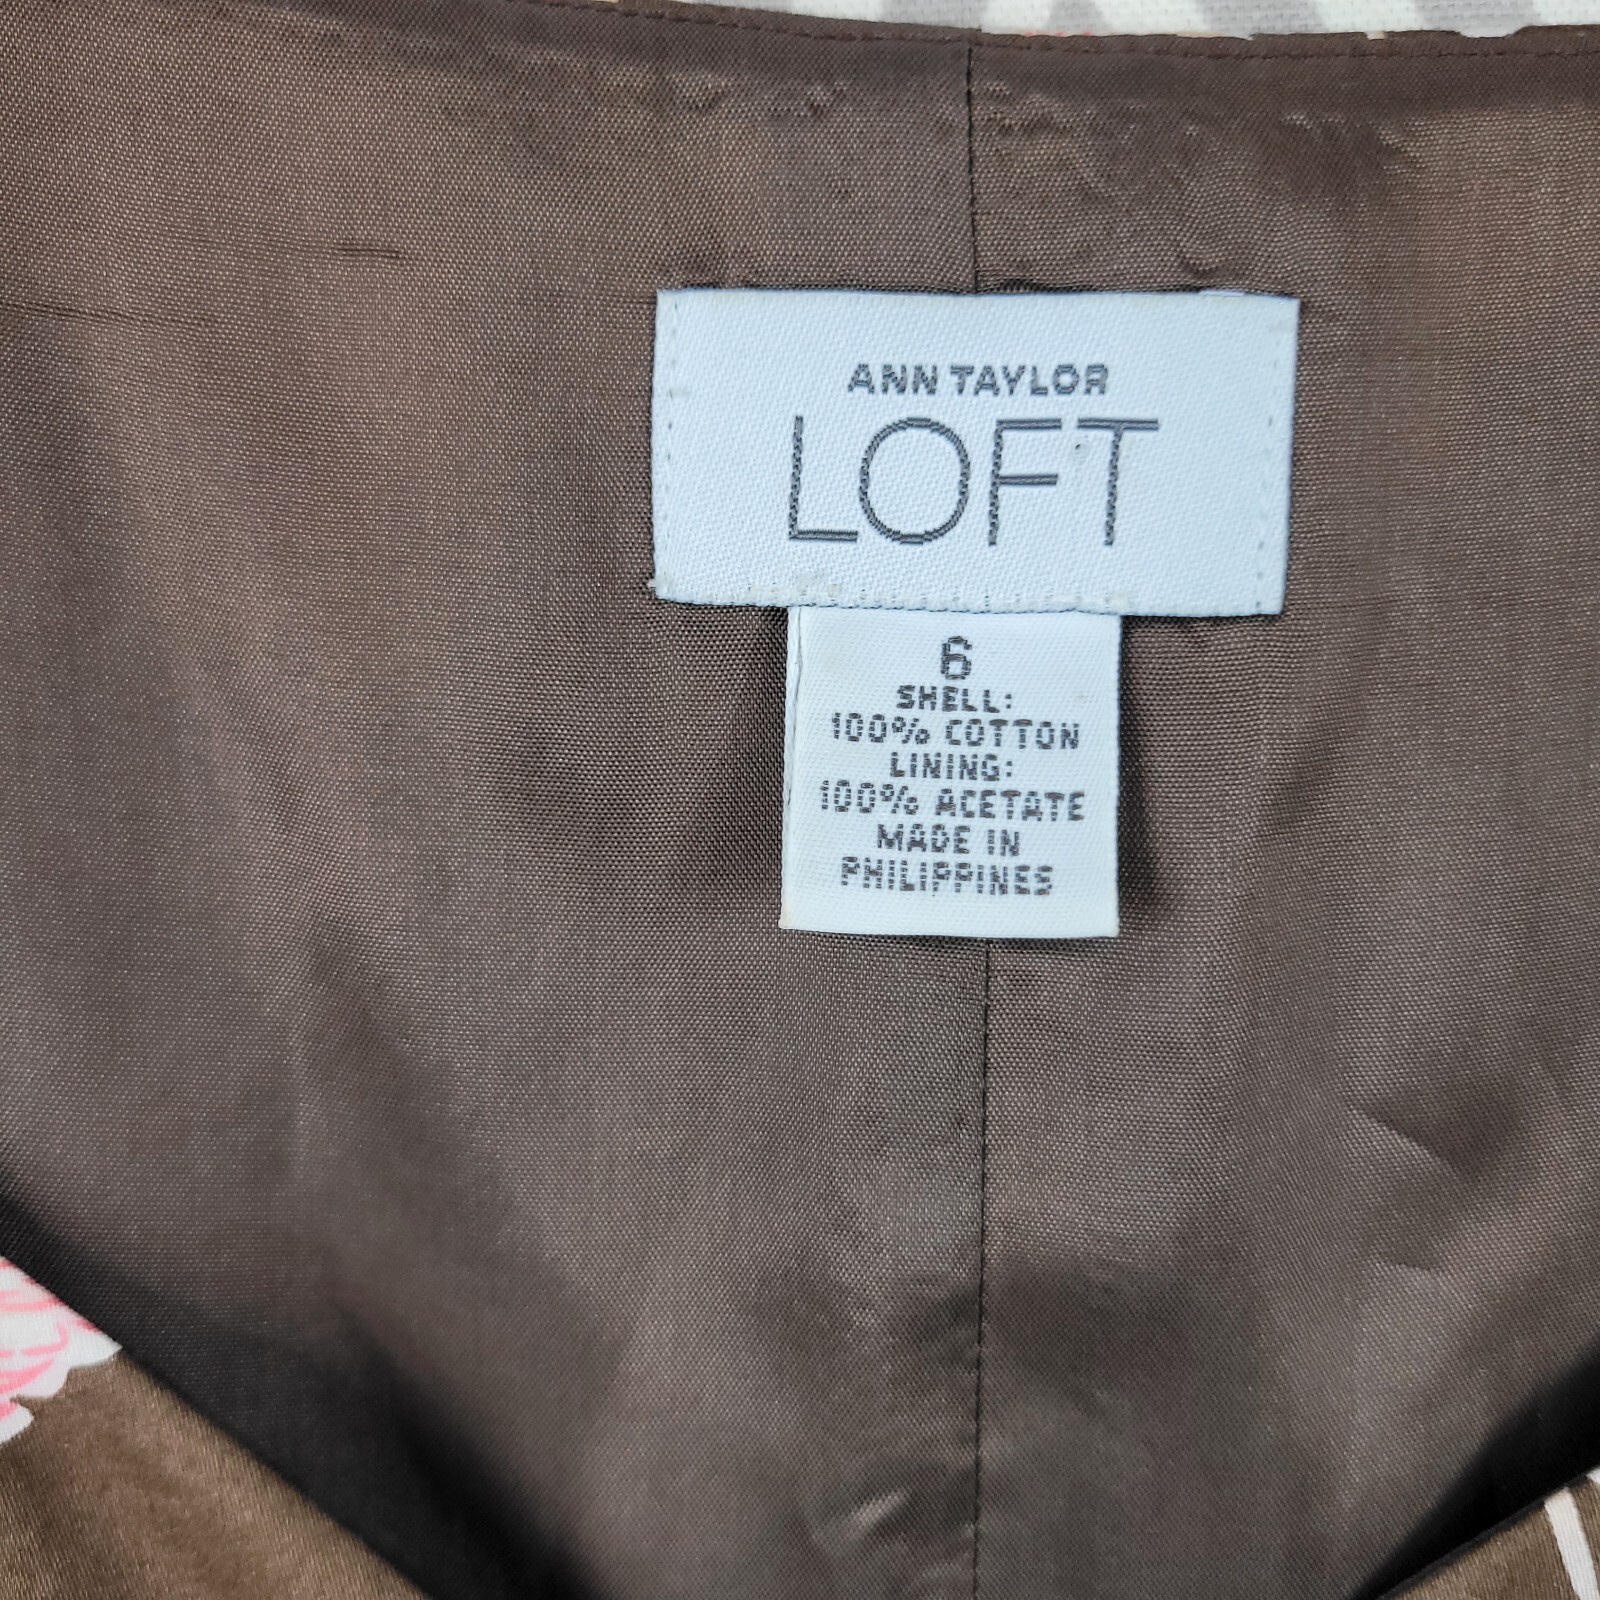 ANN TAYLOR
LOFT
6
SHELL:
100% COTTON
LINING:
100% ACETATE
MADE IN
PHILIPPINES